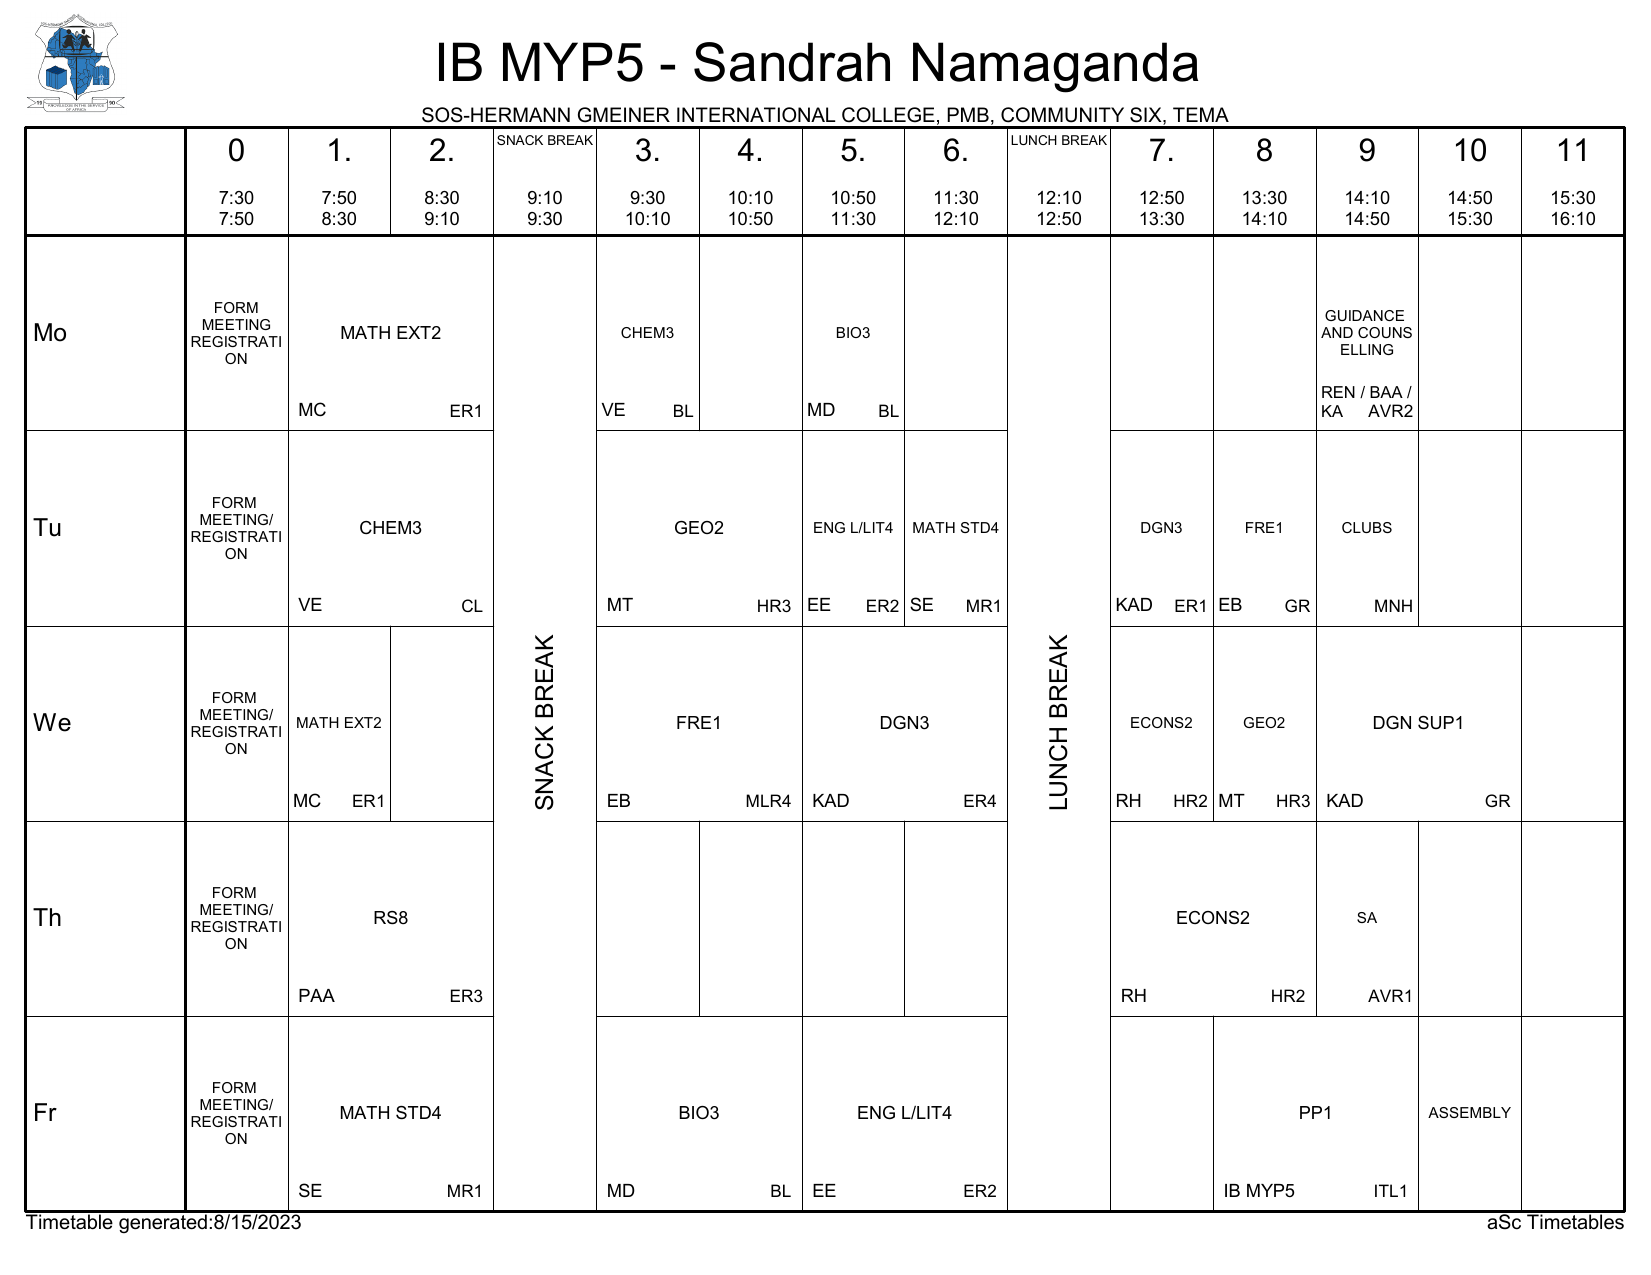 IB MYP5 - Sandrah Namaganda
SOS-HERMANN GMEINER INTERNATIONAL COLLEGE, PMB, COMMUNITY SIX, TEMA
KNOWLEDGE IN THE SERVICE
OF AFRICA
19 90
0 1. 2. SNACK BREAK 3. 4. 5. 6. LUNCH BREAK 7. 8 9 10 11
7:30 7:50 8:30 9:10 9:30 10:10 10:50 11:30 12:10 12:50 13:30 14:10 14:50 15:30
7:50 8:30 9:10 9:30 10:10 10:50 11:30 12:10 12:50 13:30 14:10 14:50 15:30 16:10
SNACK BREAK
LUNCH BREAK
Mo
FORM
MEETING
REGISTRATI
ON
MATH EXT2
MC ER1
CHEM3
VE BL
BIO3
MD BL
GUIDANCE
AND COUNS
ELLING
REN / BAA /
KA AVR2
Tu
FORM
MEETING/
REGISTRATI
ON
CHEM3
VE CL
GEO2
MT HR3
ENG L/LIT4
EE ER2
MATH STD4
SE MR1
DGN3
KAD ER1
FRE1
EB GR
CLUBS
MNH
We
FORM
MEETING/
REGISTRATI
ON
MATH EXT2
MC ER1
FRE1
EB MLR4
DGN3
KAD ER4
ECONS2
RH HR2
GEO2
MT HR3
DGN SUP1
KAD GR
Th
FORM
MEETING/
REGISTRATI
ON
RS8
PAA ER3
ECONS2
RH HR2
SA
AVR1
Fr
FORM
MEETING/
REGISTRATI
ON
MATH STD4
SE MR1
BIO3
MD BL
ENG L/LIT4
EE ER2
PP1
IB MYP5 ITL1
ASSEMBLY
Timetable generated:8/15/2023
aSc Timetables